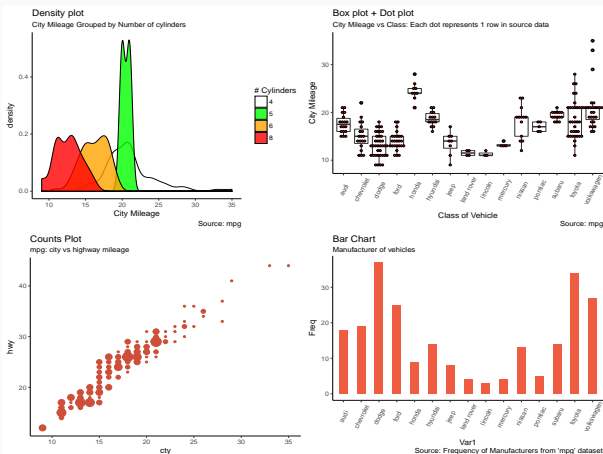 Density plot
City Mileage Grouped by Number of cylinders
density
0.4
0.2
0.0
10
15
20
25
30
35
City Mileage
# Cylinders
4
5
6
8
Source: mpg
Box plot + Dot plot
City Mileage vs Class: Each dot represents 1 row in source data
City Mileage
30
20
10
audi
chevrolet
dodge
ford
honda
hyundai
jeep
land rover
lincoln
mercury
nissan
pontiac
subaru
toyota
volkswagen
Class of Vehicle
Source: mpg
Counts Plot
mpg: city vs highway mileage
hwy
40
30
20
10
15
20
25
30
35
cty
Bar Chart
Manufacturer of vehicles
Freq
30
20
10
0
audi
chevrolet
dodge
ford
honda
hyundai
jeep
land rover
lincoln
mercury
nissan
pontiac
subaru
toyota
volkswagen
Var1
Source: Frequency of Manufacturers from 'mpg' dataset